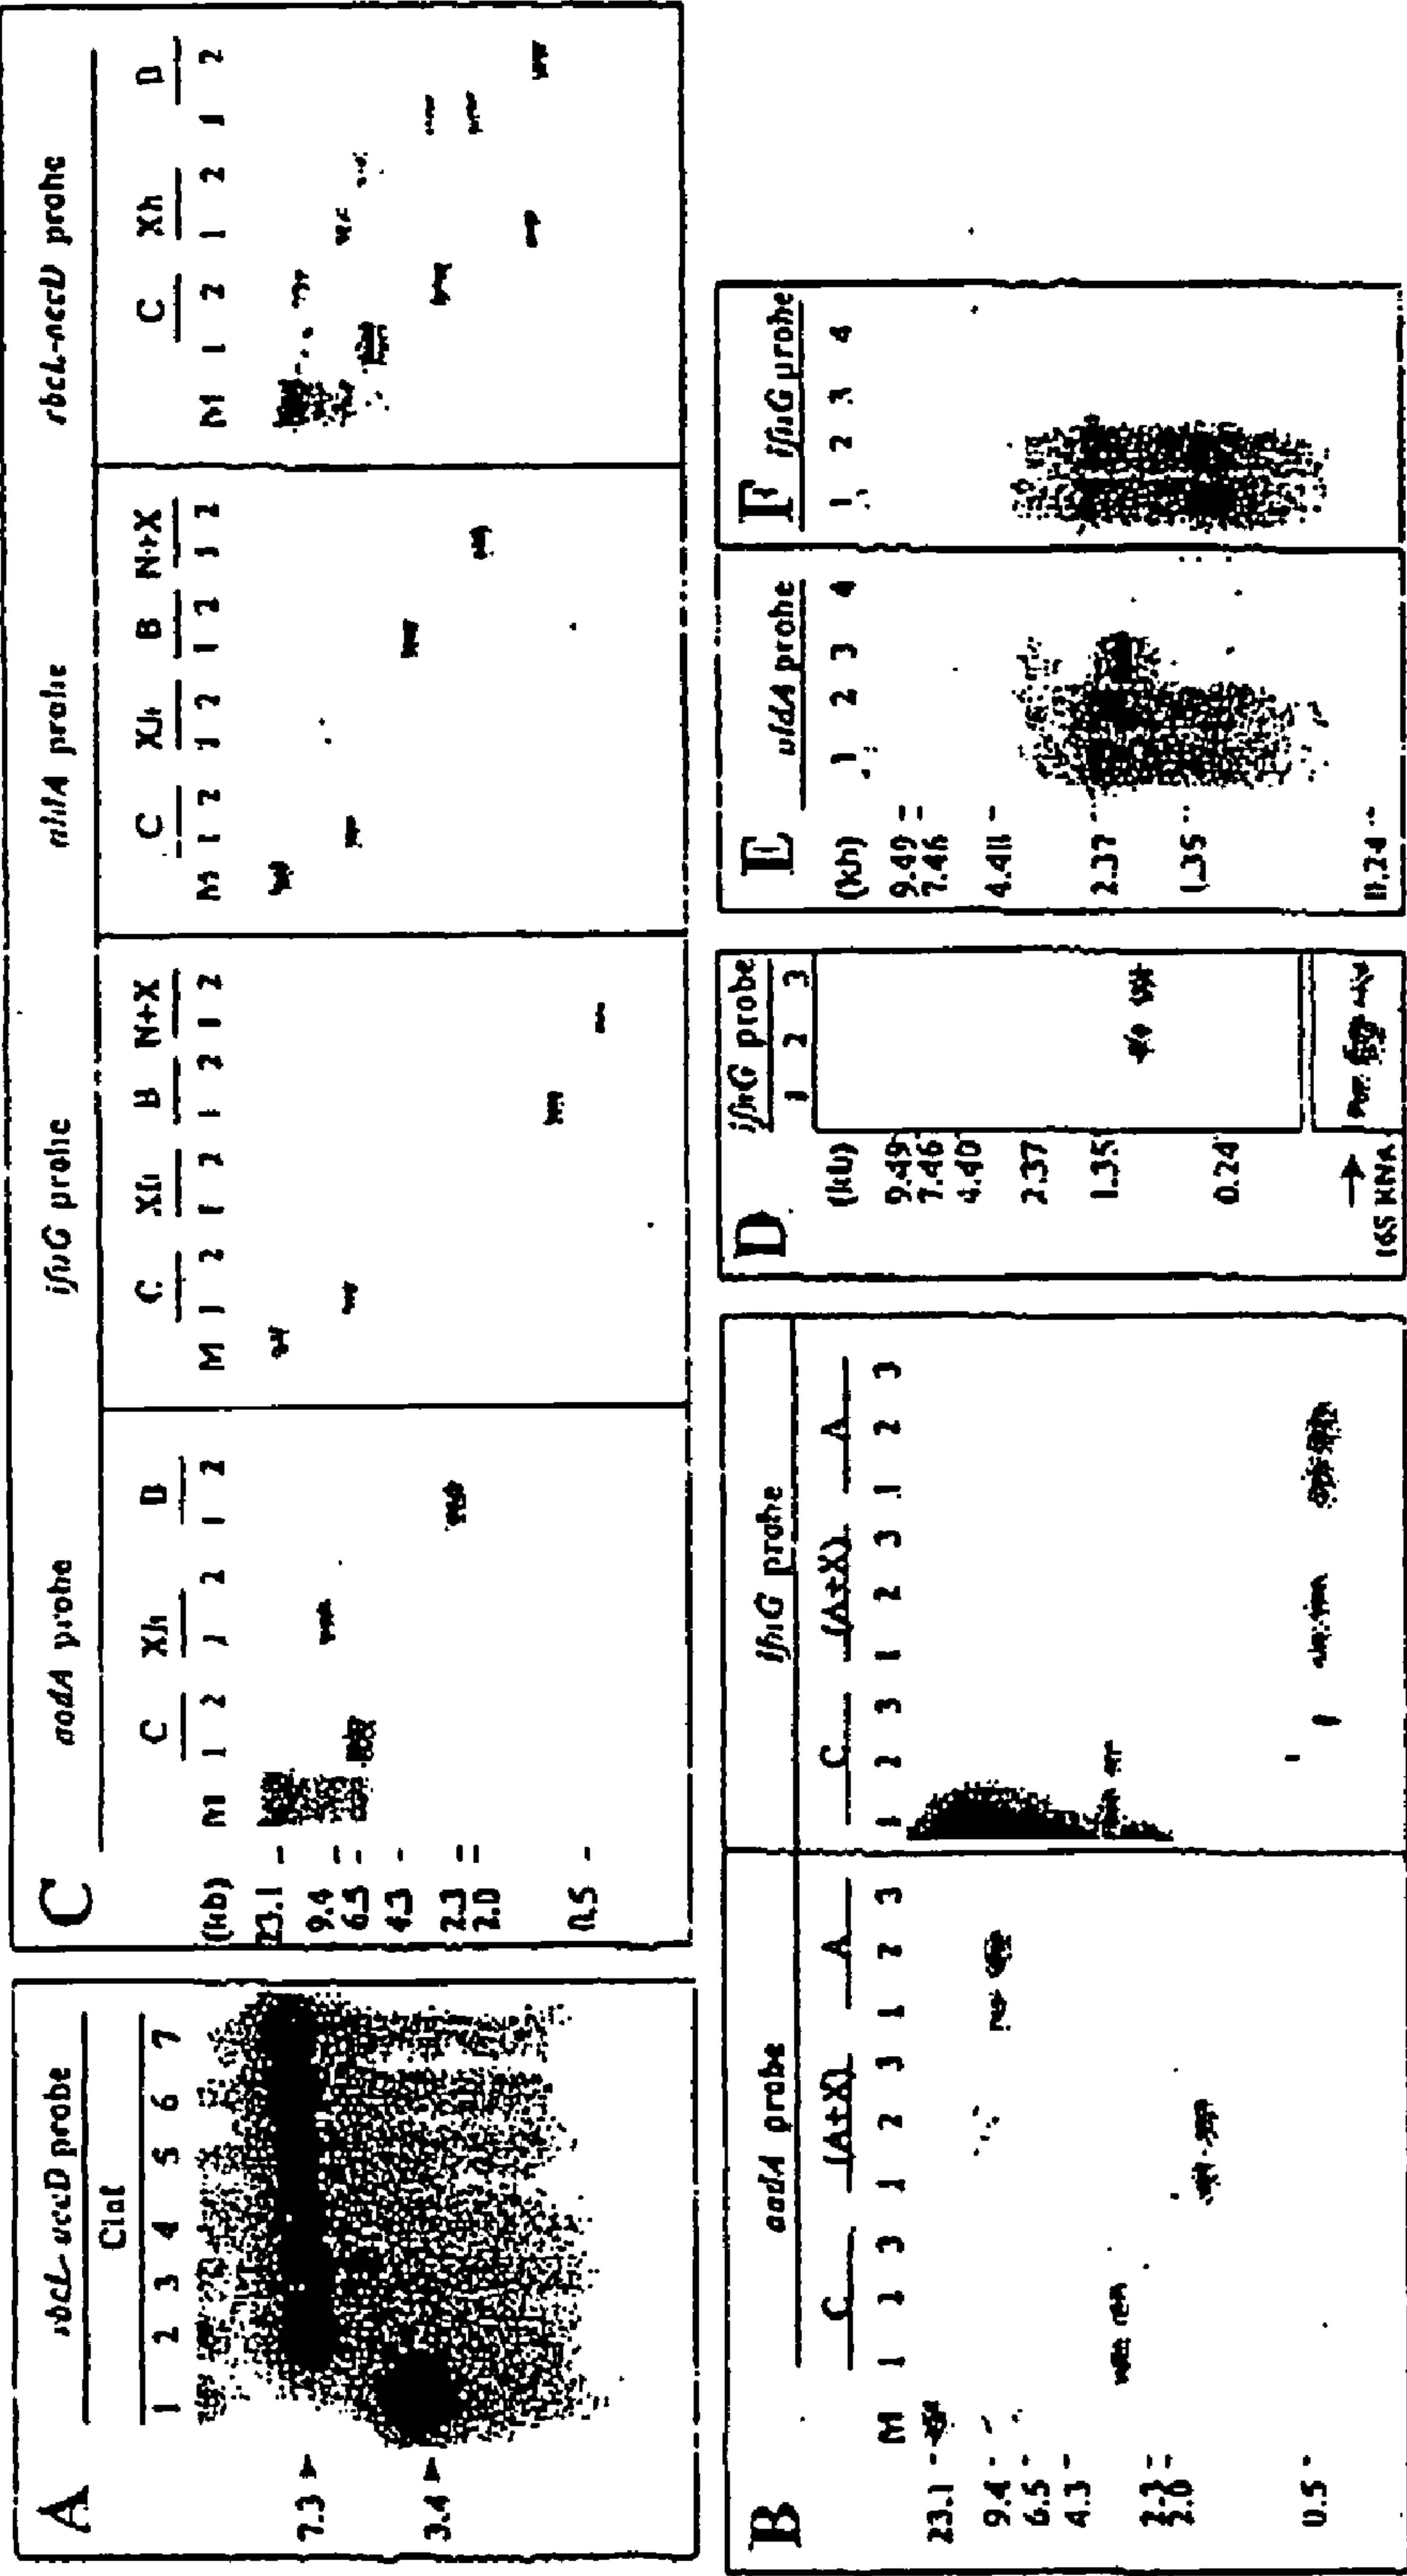 A
rbcL-accD probe
ClaI
1 2 3 4 5 6 7
7.3
3.4
C
aadA probe ifnG probe probe rbcL-accD probe
C Xh B C Xh B N+X C Xh B N+X C Xh B
(kb) M 1 2 1 2 1 2 M 1 2 1 2 1 2 1 2 M 1 2 1 2 1 2 1 2 M 1 2 1 2 1 2
23.1
9.4
6.5
4.3
2.3
2.0
0.5
B
aadA probe ifnG probe
C (A+X) A C (A+X) A
M 1 2 3 1 2 3 1 2 3 1 2 3 1 2 3 1 2 3
23.1
9.4
6.5
4.3
2.3
2.0
0.5
D
ifnG probe
(kb) 1 2 3
9.49
7.46
4.40
2.37
1.35
0.24
16S RNA
E
uidA probe
(kb) 1 2 3 4
9.49
7.46
4.40
2.37
1.35
0.24
F
ifnG probe
1 2 3 4